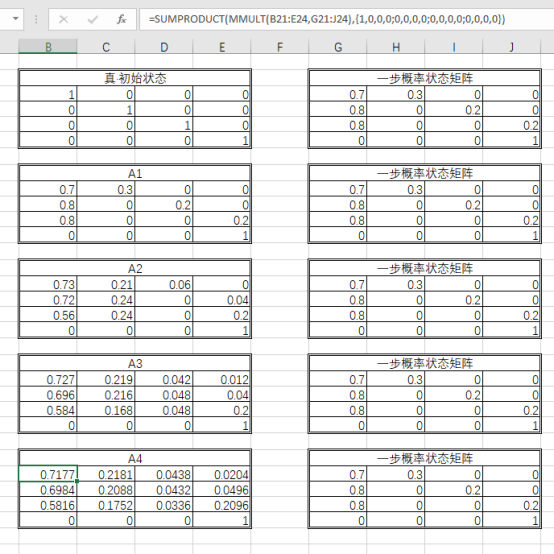 =SUMPRODUCT(MMULT(B21:E24,G21:J24),{1,0,0,0;0,0,0,0;0,0,0,0;0,0,0,0})
B C D E F G H I J
真·初始状态 一步概率状态矩阵
1 0 0 0 0.7 0.3 0 0
0 1 0 0 0.8 0 0.2 0
0 0 1 0 0.8 0 0 0.2
0 0 0 1 0 0 0 1
A1 一步概率状态矩阵
0.7 0.3 0 0 0.7 0.3 0 0
0.8 0 0.2 0 0.8 0 0.2 0
0.8 0 0 0.2 0.8 0 0 0.2
0 0 0 1 0 0 0 1
A2 一步概率状态矩阵
0.73 0.21 0.06 0 0.7 0.3 0 0
0.72 0.24 0 0.04 0.8 0 0.2 0
0.56 0.24 0 0.2 0.8 0 0 0.2
0 0 0 1 0 0 0 1
A3 一步概率状态矩阵
0.727 0.219 0.042 0.012 0.7 0.3 0 0
0.696 0.216 0.048 0.04 0.8 0 0.2 0
0.584 0.168 0.048 0.2 0.8 0 0 0.2
0 0 0 1 0 0 0 1
A4 一步概率状态矩阵
0.7177 0.2181 0.0438 0.0204 0.7 0.3 0 0
0.6984 0.2088 0.0432 0.0496 0.8 0 0.2 0
0.5816 0.1752 0.0336 0.2096 0.8 0 0 0.2
0 0 0 1 0 0 0 1